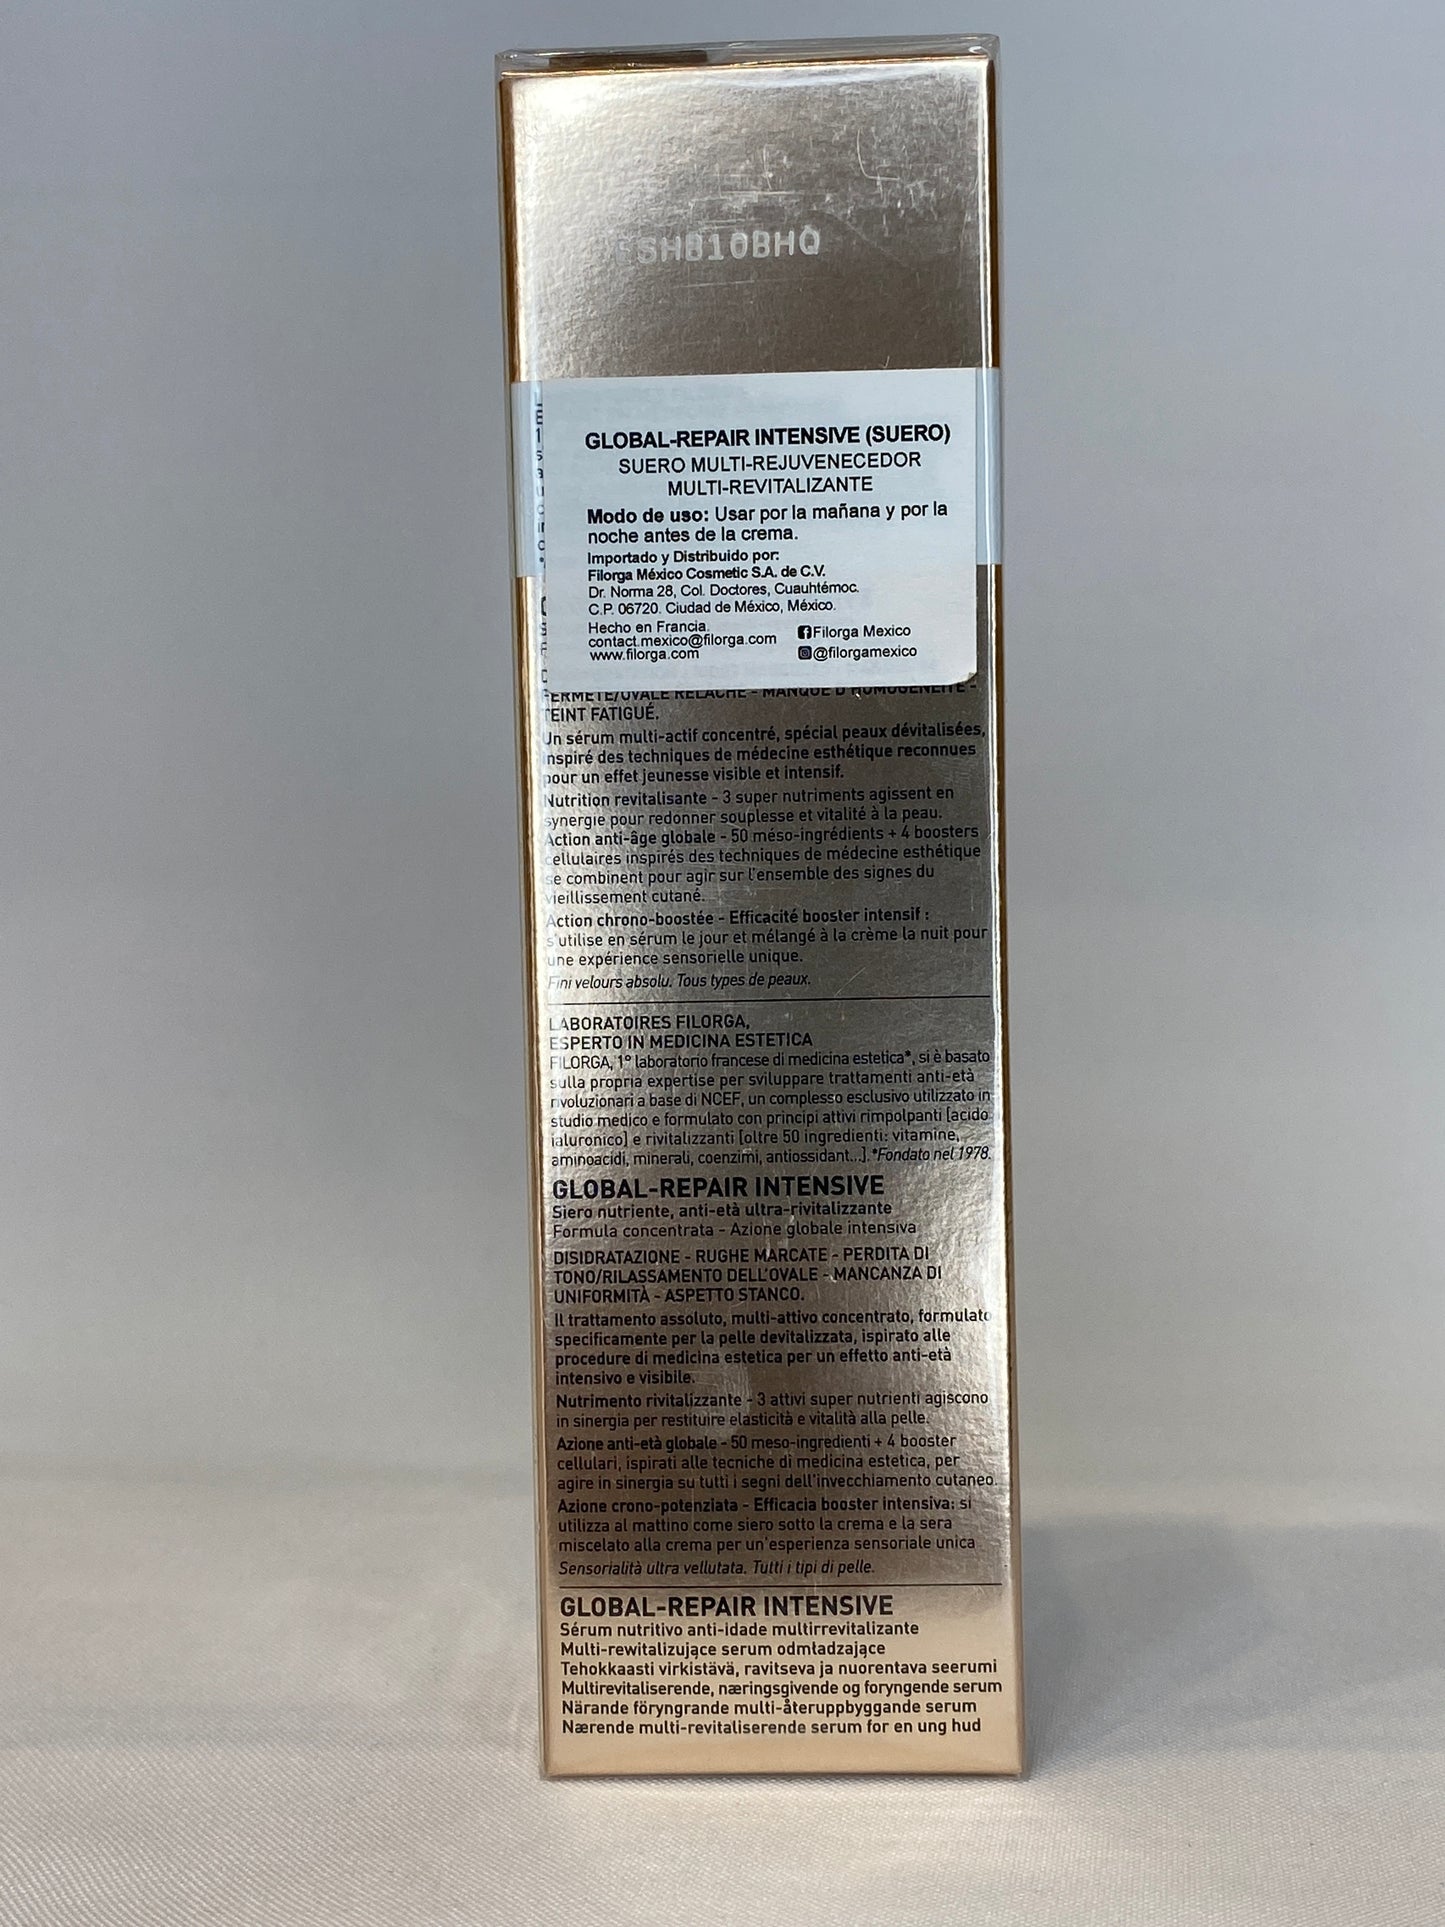 SHB10BHQ
GLOBAL-REPAIR INTENSIVE (SUERO)
SUERO MULTI-REJUVENECEDOR
MULTI-REVITALIZANTE
Modo de uso: Usar por la mañana y por la
noche antes de la crema.
Importado y Distribuido por:
Filorga México Cosmetic S.A. de C.V.
Dr. Norma 28, Col. Doctores, Cuauhtémoc.
C.P. 06720. Ciudad de México, México.
Hecho en Francia.
contact.mexico@filorga.com
www.filorga.com
Filorga Mexico
@filorgamexico
FERMETÉ/OVALE RELÂCHÉ - MANQUE D'HOMOGÉNÉITÉ -
TEINT FATIGUÉ.
Un sérum multi-actif concentré, spécial peaux dévitalisées,
inspiré des techniques de médecine esthétique reconnues
pour un effet jeunesse visible et intensif.
Nutrition revitalisante - 3 super nutriments agissent en
synergie pour redonner souplesse et vitalité à la peau.
Action anti-âge globale - 50 méso-ingrédients + 4 boosters
cellulaires inspirés des techniques de médecine esthétique
se combinent pour agir sur l'ensemble des signes du
vieillissement cutané.
Action chrono-boostée - Efficacité booster intensif :
s'utilise en sérum le jour et mélangé à la crème la nuit pour
une expérience sensorielle unique.
Fini velours absolu. Tous types de peaux.
LABORATOIRES FILORGA,
ESPERTO IN MEDICINA ESTETICA
FILORGA, 1° laboratorio francese di medicina estetica*, si è basato
sulla propria expertise per sviluppare trattamenti anti-età
rivoluzionari a base di NCEF, un complesso esclusivo utilizzato in
studio medico e formulato con principi attivi rimpolpanti [acido
ialuronico] e rivitalizzanti [oltre 50 ingredienti: vitamine,
aminoacidi, minerali, coenzimi, antiossidant...].*Fondato nel 1978.
GLOBAL-REPAIR INTENSIVE
Siero nutriente, anti-età ultra-rivitalizzante
Formula concentrata - Azione globale intensiva
DISIDRATAZIONE - RUGHE MARCATE - PERDITA DI
TONO/RILASSAMENTO DELL'OVALE - MANCANZA DI
UNIFORMITÀ - ASPETTO STANCO.
Il trattamento assoluto, multi-attivo concentrato, formulato
specificamente per la pelle devitalizzata, ispirato alle
procedure di medicina estetica per un effetto anti-età
intensivo e visibile.
Nutrimento rivitalizzante - 3 attivi super nutrienti agiscono
in sinergia per restituire elasticità e vitalità alla pelle.
Azione anti-età globale - 50 meso-ingredienti + 4 booster
cellulari, ispirati alle tecniche di medicina estetica, per
agire in sinergia su tutti i segni dell'invecchiamento cutaneo.
Azione crono-potenziata - Efficacia booster intensiva: si
utilizza al mattino come siero sotto la crema e la sera
miscelato alla crema per un'esperienza sensoriale unica
Sensorialità ultra vellutata. Tutti i tipi di pelle.
GLOBAL-REPAIR INTENSIVE
Sérum nutritivo anti-idade multirrevitalizante
Multi-rewitalizujące serum odmładzające
Tehokkaasti virkistävä, ravitseva ja nuorentava seerumi
Multirevitaliserende, næringsgivende og foryngende serum
Närande föryngrande multi-återuppbyggande serum
Nærende multi-revitaliserende serum for en ung hud